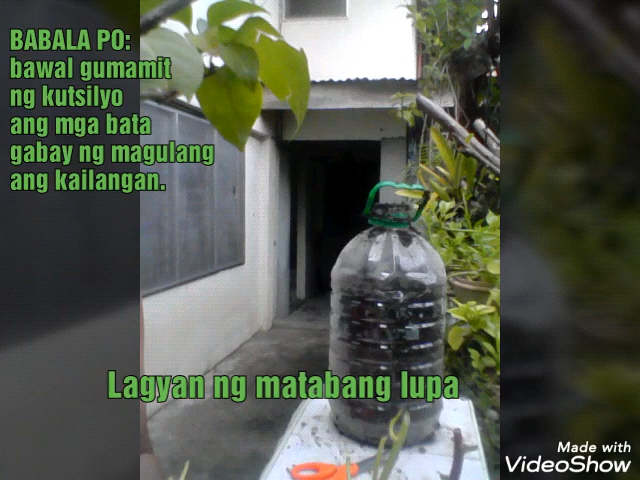 BABALA PO:
bawal gumamit
ng kutsilyo
ang mga bata
gabay ng magulang
ang kailangan.
Lagyan ng matabang lupa
Made with
VideoShow